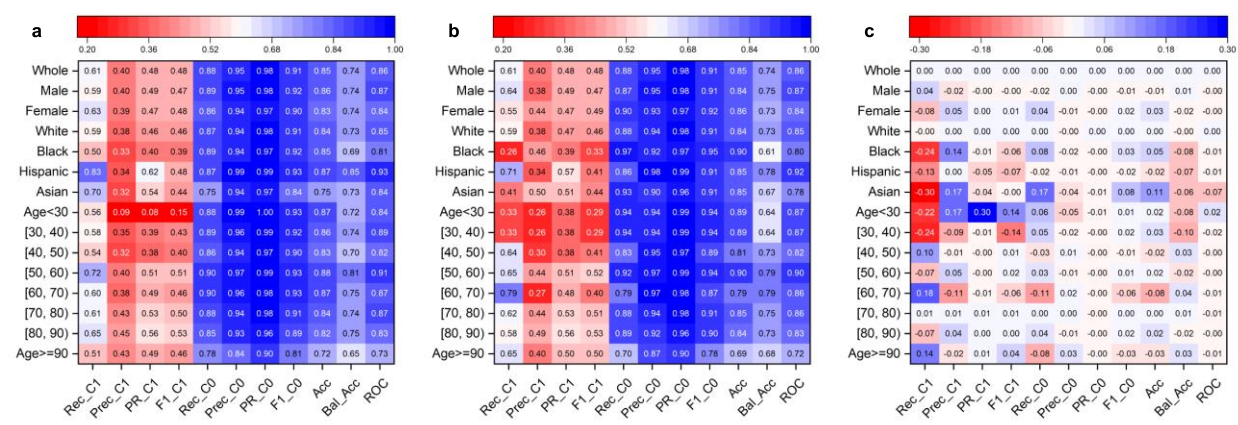 a
0.20 0.36 0.52 0.68 0.84 1.00
Whole 0.61 0.40 0.48 0.48 0.88 0.95 0.98 0.91 0.85 0.74 0.86
Male 0.59 0.40 0.49 0.47 0.89 0.95 0.98 0.92 0.86 0.74 0.87
Female 0.63 0.39 0.47 0.48 0.86 0.94 0.97 0.90 0.83 0.74 0.84
White 0.59 0.38 0.46 0.46 0.87 0.94 0.98 0.91 0.84 0.73 0.85
Black 0.50 0.33 0.40 0.39 0.89 0.94 0.97 0.92 0.85 0.69 0.81
Hispanic 0.83 0.34 0.62 0.48 0.87 0.99 0.99 0.93 0.87 0.85 0.93
Asian 0.70 0.32 0.54 0.44 0.75 0.94 0.97 0.84 0.75 0.73 0.84
Age<30 0.56 0.09 0.08 0.15 0.88 0.99 1.00 0.93 0.87 0.72 0.84
[30, 40) 0.58 0.35 0.39 0.43 0.89 0.96 0.99 0.92 0.86 0.74 0.89
[40, 50) 0.54 0.32 0.38 0.40 0.87 0.94 0.98 0.90 0.83 0.70 0.82
[50, 60) 0.72 0.40 0.51 0.51 0.90 0.97 0.99 0.93 0.88 0.81 0.91
[60, 70) 0.60 0.38 0.49 0.46 0.90 0.96 0.98 0.93 0.87 0.75 0.87
[70, 80) 0.61 0.43 0.53 0.50 0.88 0.94 0.98 0.91 0.84 0.74 0.87
[80, 90) 0.65 0.45 0.56 0.53 0.85 0.93 0.96 0.89 0.82 0.75 0.83
Age>=90 0.51 0.43 0.49 0.46 0.78 0.84 0.90 0.81 0.72 0.65 0.73
Rec_C1 Prec_C1 PR_C1 F1_C1 Rec_C0 Prec_C0 PR_C0 F1_C0 Acc Bal_Acc ROC
b
0.20 0.36 0.52 0.68 0.84 1.00
Whole 0.61 0.40 0.48 0.48 0.88 0.95 0.98 0.91 0.85 0.74 0.86
Male 0.64 0.38 0.49 0.47 0.87 0.95 0.98 0.91 0.84 0.75 0.87
Female 0.55 0.44 0.47 0.49 0.90 0.93 0.97 0.92 0.86 0.73 0.84
White 0.59 0.38 0.47 0.46 0.88 0.94 0.98 0.91 0.84 0.73 0.85
Black 0.26 0.46 0.39 0.33 0.97 0.92 0.97 0.95 0.90 0.61 0.80
Hispanic 0.71 0.34 0.57 0.41 0.86 0.98 0.99 0.92 0.85 0.78 0.92
Asian 0.41 0.50 0.51 0.44 0.93 0.90 0.96 0.92 0.85 0.67 0.78
Age<30 0.33 0.26 0.38 0.29 0.94 0.94 0.99 0.94 0.89 0.64 0.87
[30, 40) 0.33 0.26 0.38 0.29 0.94 0.94 0.99 0.94 0.89 0.64 0.87
[40, 50) 0.64 0.30 0.38 0.41 0.83 0.95 0.97 0.89 0.81 0.73 0.82
[50, 60) 0.65 0.44 0.51 0.52 0.92 0.97 0.99 0.94 0.90 0.79 0.90
[60, 70) 0.79 0.27 0.48 0.40 0.79 0.97 0.98 0.87 0.79 0.79 0.86
[70, 80) 0.62 0.44 0.53 0.51 0.88 0.94 0.97 0.91 0.85 0.75 0.87
[80, 90) 0.58 0.49 0.56 0.53 0.89 0.92 0.96 0.90 0.84 0.73 0.83
Age>=90 0.65 0.40 0.50 0.50 0.70 0.87 0.90 0.78 0.69 0.68 0.72
Rec_C1 Prec_C1 PR_C1 F1_C1 Rec_C0 Prec_C0 PR_C0 F1_C0 Acc Bal_Acc ROC
c
-0.30 -0.18 -0.06 0.06 0.18 0.30
Whole 0.00 0.00 0.00 0.00 0.00 0.00 0.00 0.00 0.00 0.00 0.00
Male 0.04 -0.02 -0.00 -0.00 -0.02 0.00 -0.00 -0.01 -0.01 0.01 -0.00
Female -0.08 0.05 0.00 0.01 0.04 -0.01 -0.00 0.02 0.03 -0.02 -0.00
White -0.00 0.00 0.00 0.00 0.00 0.00 0.00 0.00 0.00 0.00 0.00
Black -0.24 0.14 -0.01 -0.06 0.08 -0.02 -0.00 0.03 0.05 -0.08 -0.01
Hispanic -0.13 0.00 -0.05 -0.07 -0.02 -0.01 -0.00 -0.01 -0.02 -0.07 -0.01
Asian -0.30 0.17 -0.04 -0.00 0.17 -0.04 -0.01 0.08 0.11 -0.06 -0.07
Age<30 -0.22 0.17 0.30 0.14 0.06 -0.05 -0.01 0.01 0.02 -0.08 0.02
[30, 40) -0.24 -0.09 -0.01 -0.14 0.05 -0.02 -0.00 0.02 0.03 -0.10 -0.02
[40, 50) 0.10 -0.01 -0.00 0.01 -0.03 0.01 -0.00 -0.01 -0.02 0.03 -0.00
[50, 60) -0.07 0.05 -0.00 0.01 0.02 -0.00 -0.00 0.01 0.02 -0.02 -0.00
[60, 70) 0.18 -0.11 -0.01 -0.06 -0.11 0.02 -0.00 -0.06 -0.08 0.04 -0.01
[70, 80) 0.01 0.01 0.01 0.01 0.00 0.00 -0.00 0.00 0.00 0.01 -0.00
[80, 90) -0.07 0.04 0.00 -0.00 0.04 -0.01 -0.00 0.02 0.02 -0.01 -0.00
Age>=90 0.14 -0.02 0.01 0.04 -0.08 0.03 -0.00 -0.03 -0.03 0.03 -0.01
Rec_C1 Prec_C1 PR_C1 F1_C1 Rec_C0 Prec_C0 PR_C0 F1_C0 Acc Bal_Acc ROC